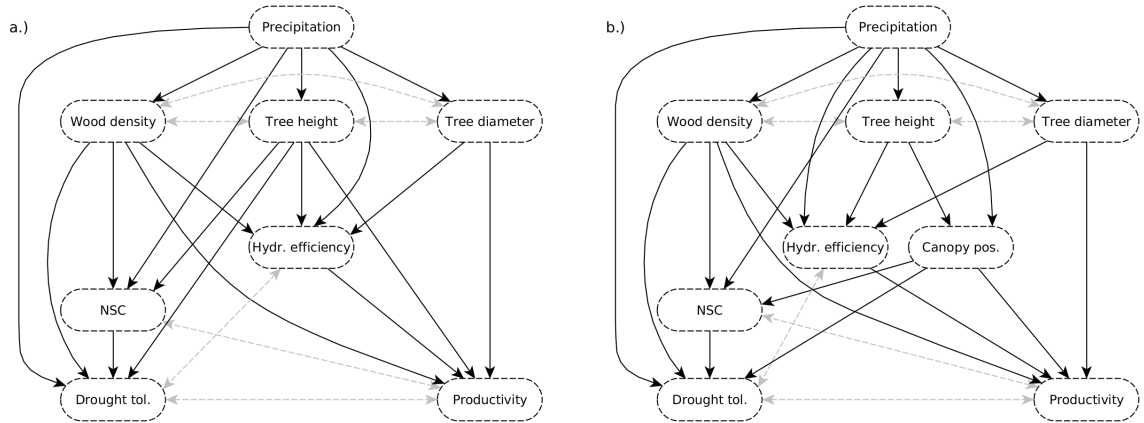 a.)
Precipitation
Wood density
Tree height
Tree diameter
Hydr. efficiency
NSC
Drought tol.
Productivity
b.)
Precipitation
Wood density
Tree height
Tree diameter
Hydr. efficiency
Canopy pos.
NSC
Drought tol.
Productivity